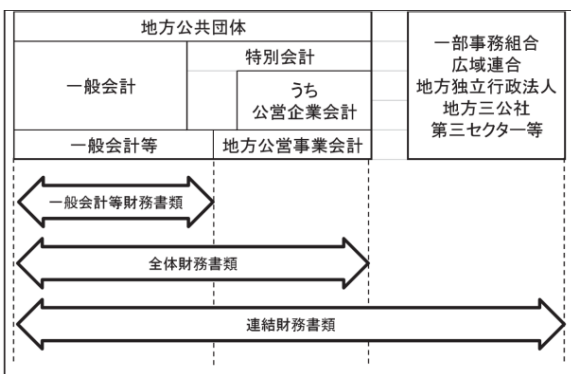 地方公共団体
一般会計
特別会計
うち
公営企業会計
一般会計等
地方公営事業会計
一部事務組合
広域連合
地方独立行政法人
地方三公社
第三セクター等
一般会計等財務書類
全体財務書類
連結財務書類